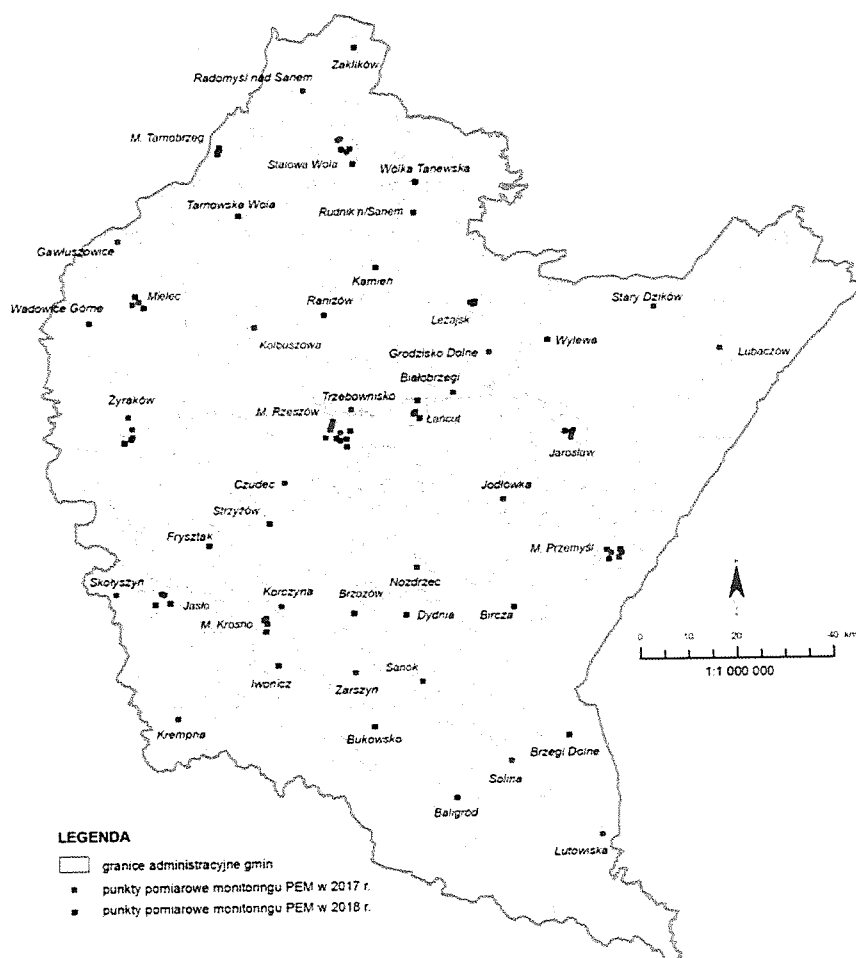 Zaklików
Radomyśl nad Sanem
M. Tarnobrzeg
Stalowa Wola
Wólka Tanewska
Tarnowska Wola
Rudnik n/Sanem
Gawłuszowice
Kamień
Mielec
Stary Dzików
Wadowice Górne
Raniżów
Leżajsk
Kolbuszowa
Wylewa
Lubaczów
Grodzisko Dolne
Białobrzegi
Żyraków
Trzebownisko
M. Rzeszów
Łańcut
Jarosław
Czudec
Jodłówka
Strzyżów
Frysztak
M. Przemyśl
Nozdrzec
Skołyszyn
Korczyna
Brzozów
Jasło
Dydnia
Bircza
M. Krosno
0 10 20 40 km
1:1 000 000
Iwonicz
Zarszyn
Sanok
Krempna
Bukowsko
Brzegi Dolne
Solina
Baligród
Lutowiska
LEGENDA
granice administracyjne gmin
punkty pomiarowe monitoringu PEM w 2017 r.
punkty pomiarowe monitoringu PEM w 2018 r.